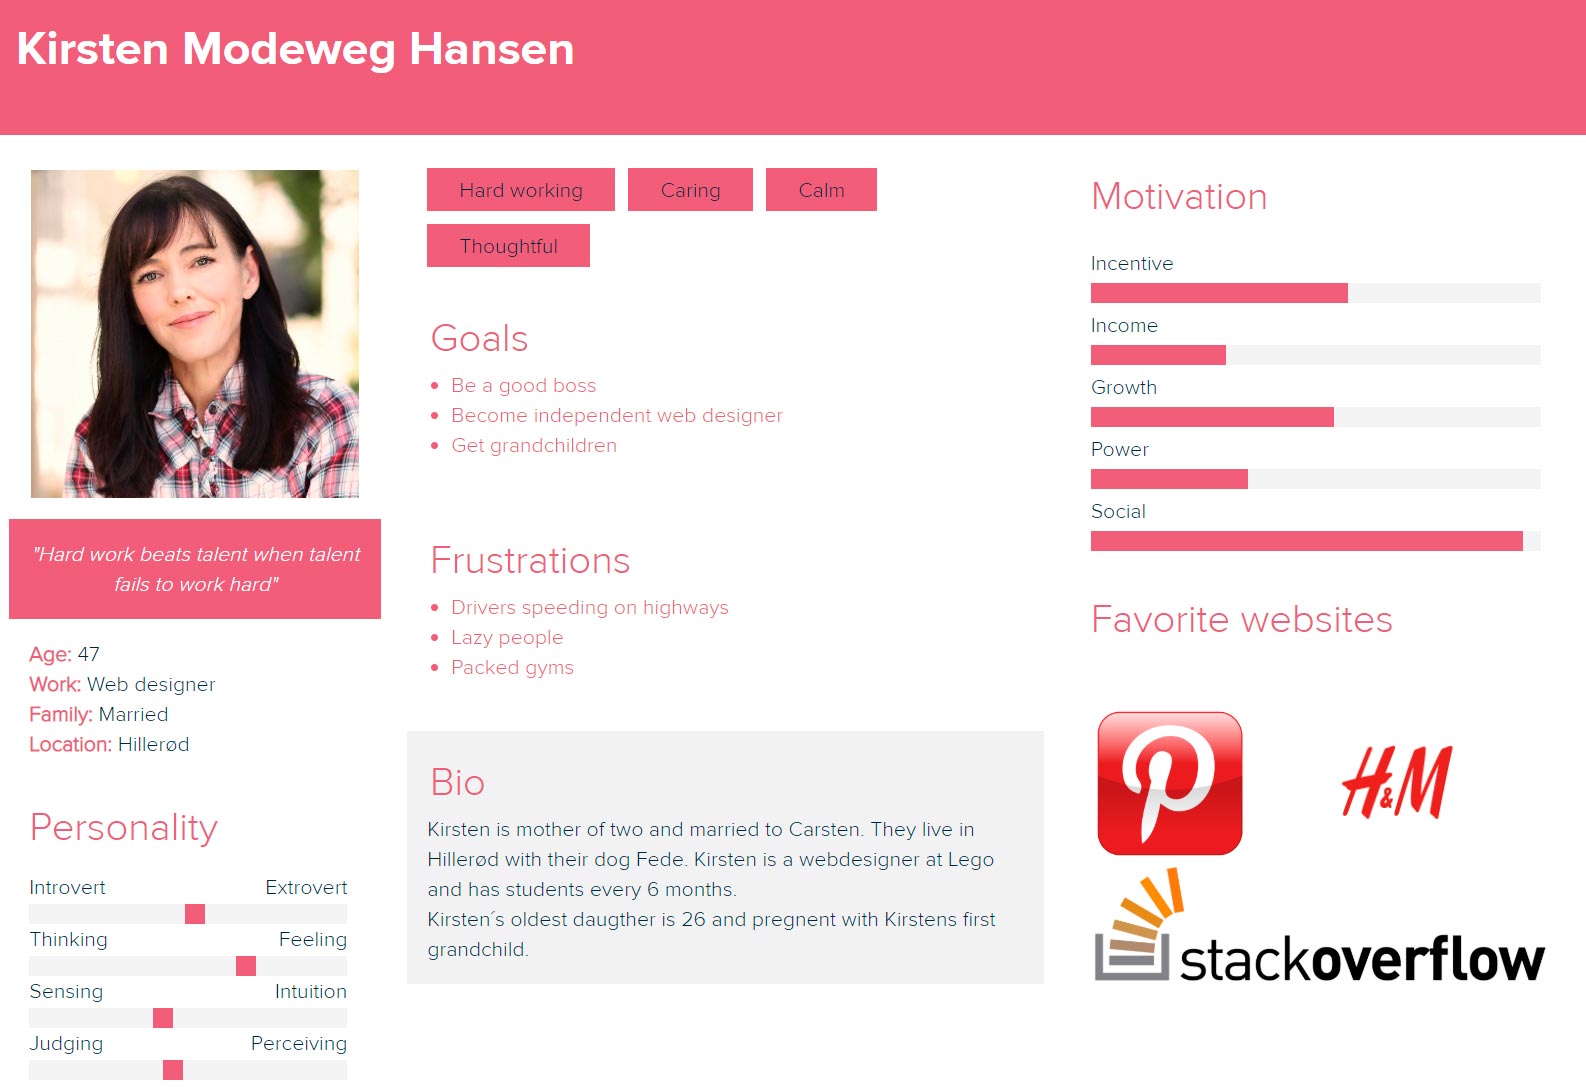 Kirsten Modeweg Hansen
"Hard work beats talent when talent
fails to work hard"
Age: 47
Work: Web designer
Family: Married
Location: Hillerød
Personality
Introvert Extrovert
Thinking Feeling
Sensing Intuition
Judging Perceiving
Hard working Caring Calm
Thoughtful
Goals
• Be a good boss
• Become independent web designer
• Get grandchildren
Frustrations
• Drivers speeding on highways
• Lazy people
• Packed gyms
Bio
Kirsten is mother of two and married to Carsten. They live in
Hillerød with their dog Fede. Kirsten is a webdesigner at Lego
and has students every 6 months.
Kirsten´s oldest daugther is 26 and pregnent with Kirstens first
grandchild.
Motivation
Incentive
Income
Growth
Power
Social
Favorite websites
H&M
stackoverflow